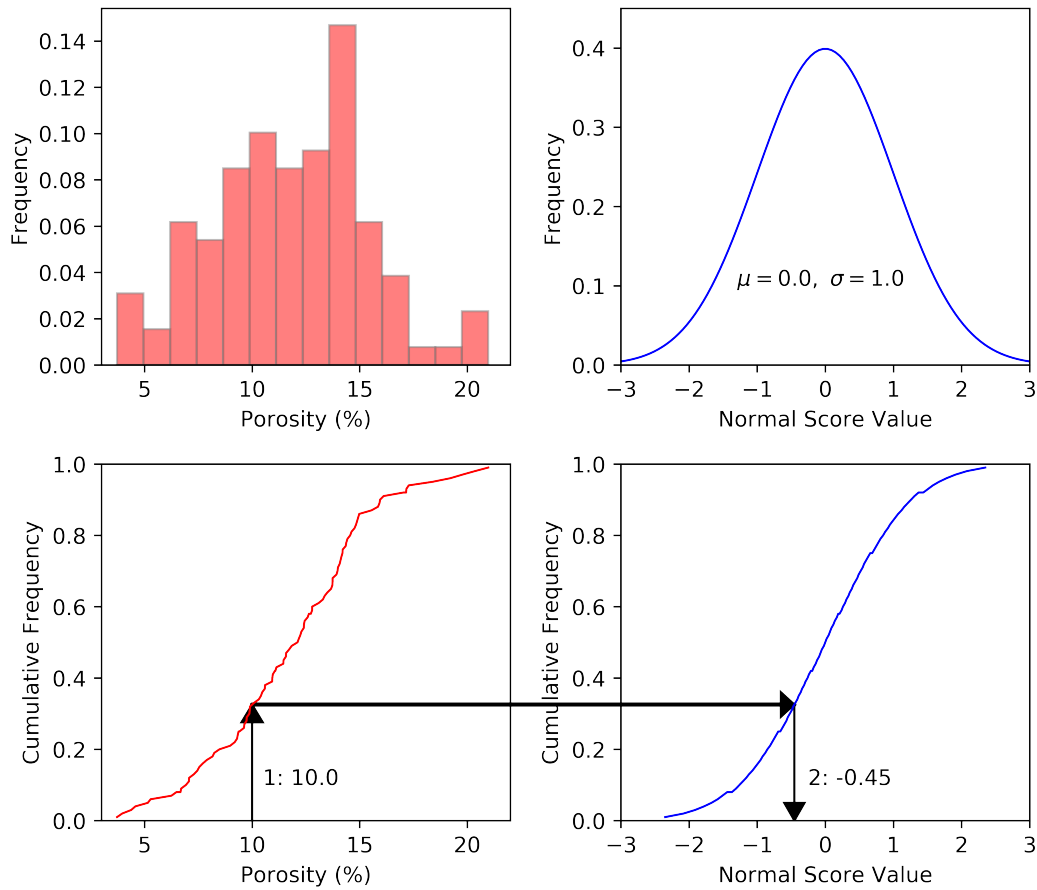 Frequency
0.14
0.12
0.10
0.08
0.06
0.04
0.02
0.00
5 10 15 20
Porosity (%)
Frequency
0.4
0.3
0.2
0.1
0.0
μ = 0.0, σ = 1.0
−3 −2 −1 0 1 2 3
Normal Score Value
Cumulative Frequency
1.0
0.8
0.6
0.4
0.2
0.0
1: 10.0
5 10 15 20
Porosity (%)
Cumulative Frequency
1.0
0.8
0.6
0.4
0.2
0.0
2: -0.45
−3 −2 −1 0 1 2 3
Normal Score Value